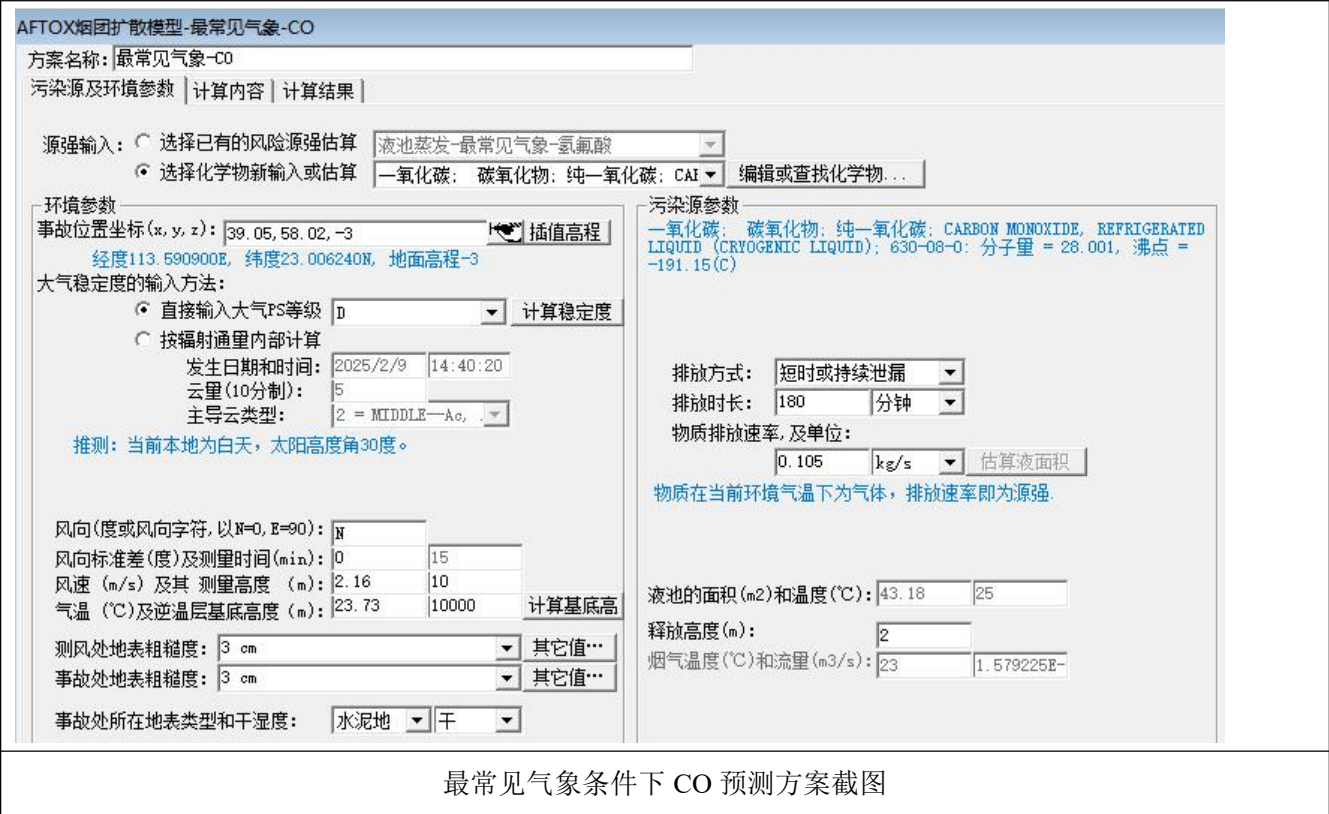 AFTOX烟团扩散模型-最常见气象-CO
方案名称: 最常见气象-CO
污染源及环境参数 计算内容 计算结果
源强输入: 选择已有的风险源强估算 液池蒸发-最常见气象-氢氟酸
选择化学物新输入或估算 一氧化碳; 碳氧化物; 纯一氧化碳; CAI 编辑或查找化学物...
环境参数
事故位置坐标(x,y,z): 39.05,58.02,-3 插值高程
经度113.590900E, 纬度23.006240N, 地面高程-3
大气稳定度的输入方法:
直接输入大气PS等级 D 计算稳定度
按辐射通量内部计算
发生日期和时间: 2025/2/9 14:40:20
云量(10分制): 5
主导云类型: 2 = MIDDLE—Ac, .
推测: 当前本地为白天, 太阳高度角30度。
风向(度或风向字符,以N=0,E=90): N
风向标准差(度)及测量时间(min): 0 15
风速 (m/s) 及其 测量高度 (m): 2.16 10
气温 (℃)及逆温层基底高度 (m): 23.73 10000 计算基底高
测风处地表粗糙度: 3 cm 其它值…
事故处地表粗糙度: 3 cm 其它值…
事故处所在地表类型和干湿度: 水泥地 干
污染源参数
一氧化碳; 碳氧化物; 纯一氧化碳; CARBON MONOXIDE, REFRIGERATED
LIQUID (CRYOGENIC LIQUID); 630-08-0: 分子量 = 28.001, 沸点 =
-191.15(C)
排放方式: 短时或持续泄漏
排放时长: 180 分钟
物质排放速率,及单位:
0.105 kg/s 估算液面积
物质在当前环境气温下为气体, 排放速率即为源强.
液池的面积(m2)和温度(℃): 43.18 25
释放高度(m): 2
烟气温度(℃)和流量(m3/s): 23 1.579225E-
最常见气象条件下 CO 预测方案截图